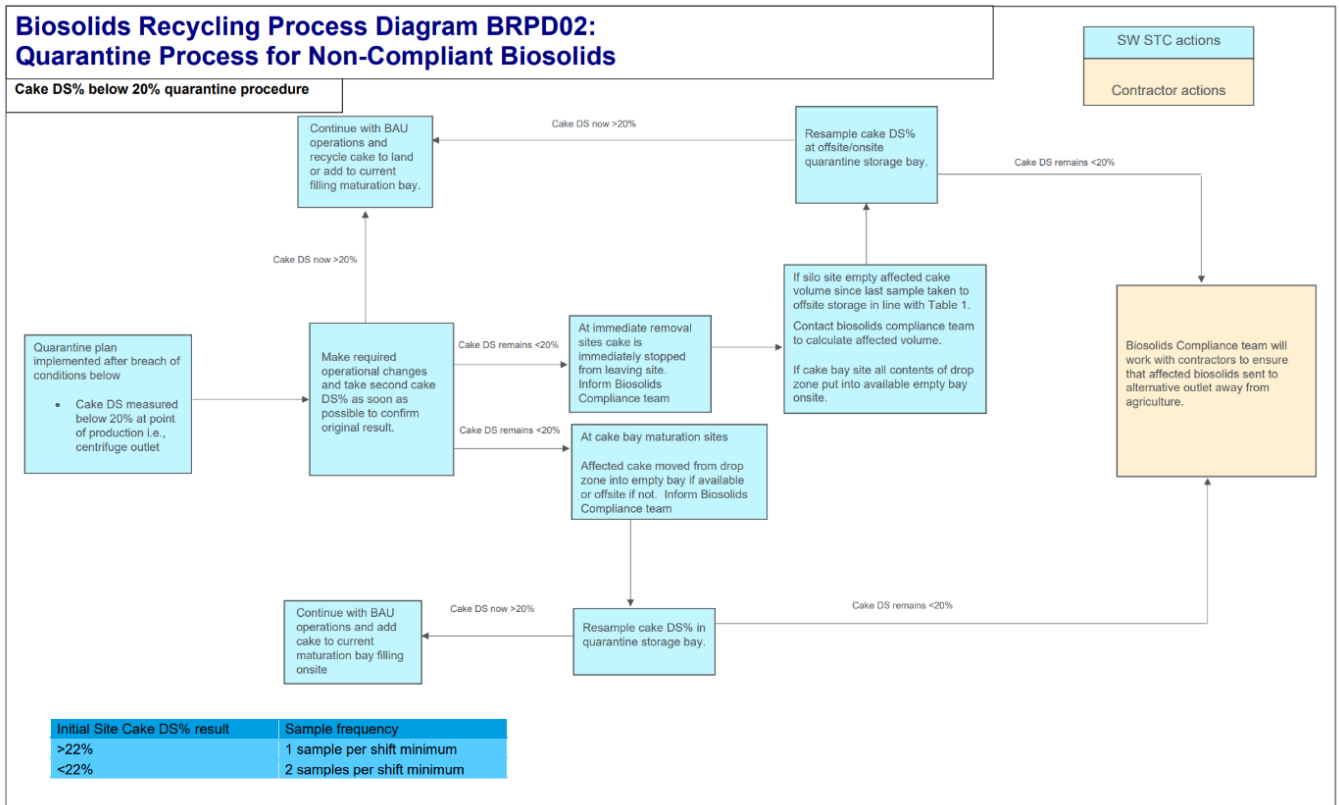 Biosolids Recycling Process Diagram BRPD02:
Quarantine Process for Non-Compliant Biosolids
Cake DS% below 20% quarantine procedure
SW STC actions
Contractor actions
Continue with BAU
operations and
recycle cake to land
or add to current
filling maturation bay.
Cake DS now >20%
Resample cake DS%
at offsite/onsite
quarantine storage bay.
Cake DS remains <20%
Cake DS now >20%
Quarantine plan
implemented after breach of
conditions below
• Cake DS measured
below 20% at point
of production i.e.,
centrifuge outlet
Make required
operational changes
and take second cake
DS% as soon as
possible to confirm
original result.
Cake DS remains <20%
At immediate removal
sites cake is
immediately stopped
from leaving site.
Inform Biosolids
Compliance team
If silo site empty affected cake
volume since last sample taken to
offsite storage in line with Table 1.
Contact biosolids compliance team
to calculate affected volume.
If cake bay site all contents of drop
zone put into available empty bay
onsite.
Biosolids Compliance team will
work with contractors to ensure
that affected biosolids sent to
alternative outlet away from
agriculture.
Cake DS remains <20%
At cake bay maturation sites
Affected cake moved from drop
zone into empty bay if available
or offsite if not. Inform Biosolids
Compliance team
Continue with BAU
operations and add
cake to current
maturation bay filling
onsite
Cake DS now >20%
Resample cake DS% in
quarantine storage bay.
Cake DS remains <20%
Initial Site Cake DS% result Sample frequency
>22% 1 sample per shift minimum
<22% 2 samples per shift minimum